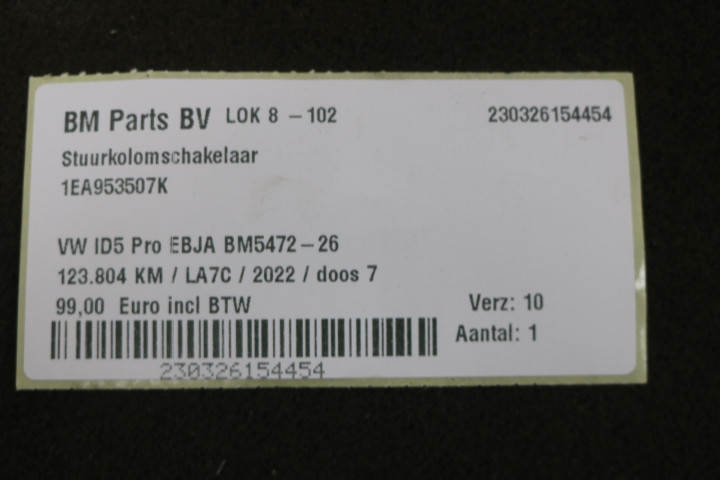 BM Parts BV LOK 8 - 102 230326154454
Stuurkolomschakelaar
1EA953507K
VW ID5 Pro EBJA BM5472-26
123.804 KM / LA7C / 2022 / doos 7
99,00 Euro incl BTW Verz: 10
Aantal: 1
230326154454